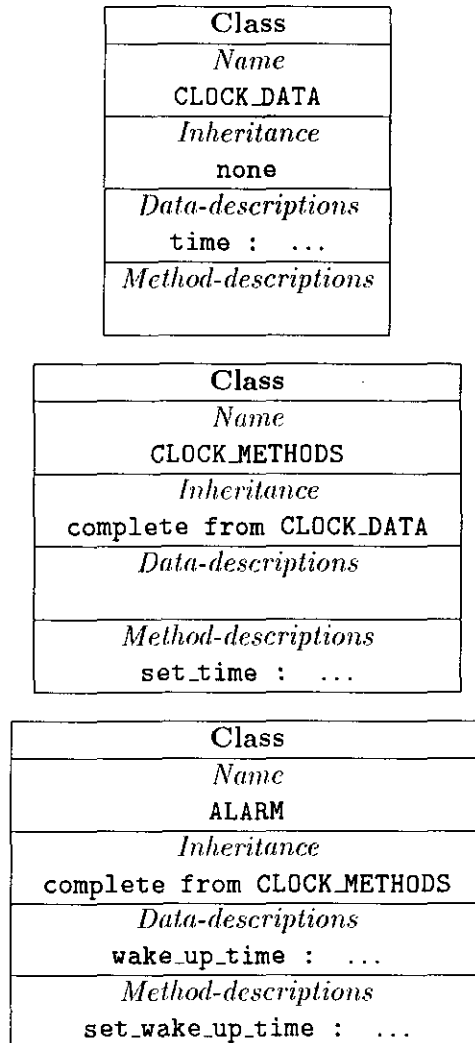 Class
Name
CLOCK_DATA
Inheritance
none
Data-descriptions
time : ...
Method-descriptions
Class
Name
CLOCK_METHODS
Inheritance
complete from CLOCK_DATA
Data-descriptions
Method-descriptions
set_time : ...
Class
Name
ALARM
Inheritance
complete from CLOCK_METHODS
Data-descriptions
wake_up_time : ...
Method-descriptions
set_wake_up_time : ...